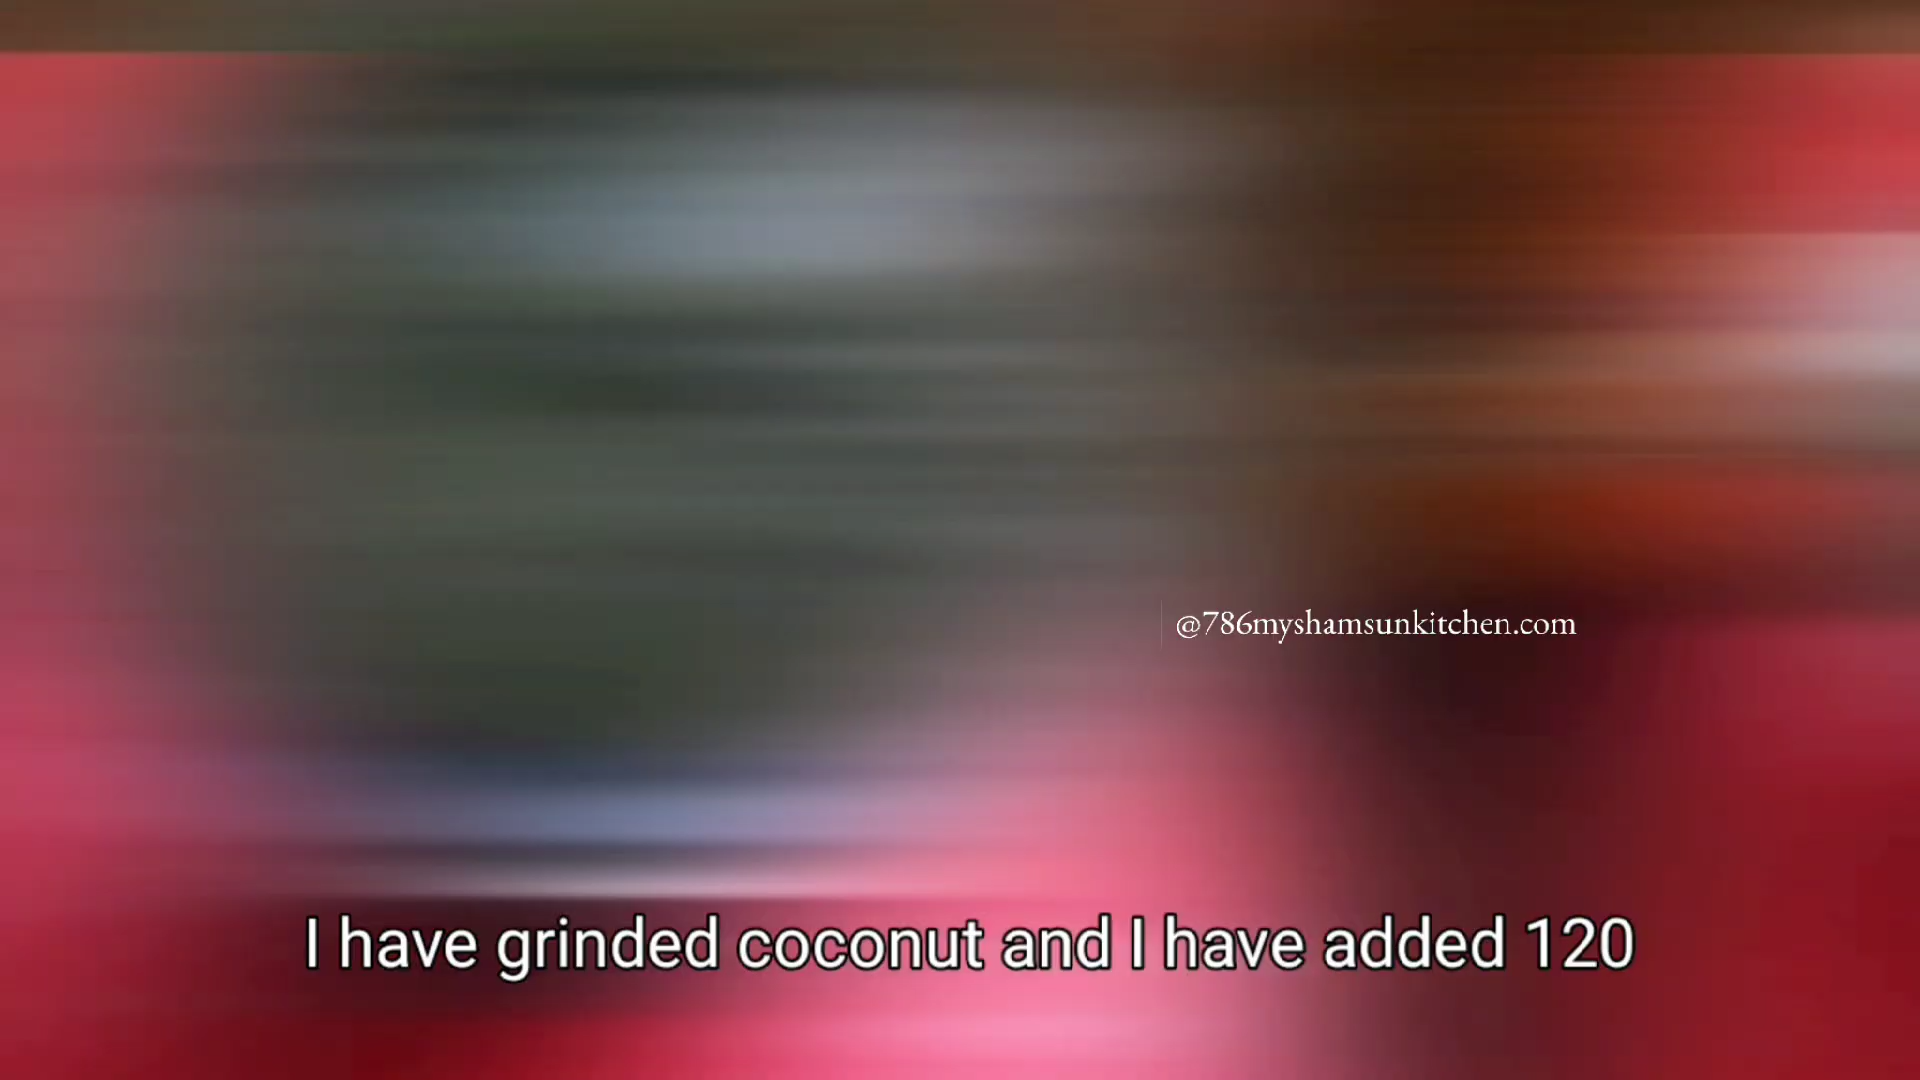 @786myshamsunkitchen.com
I have grinded coconut and I have added 120